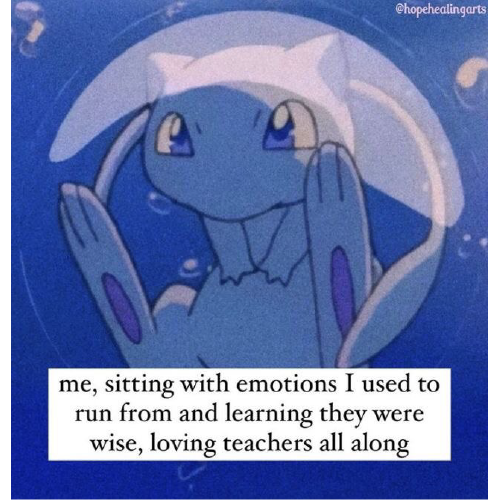 @hopehealingarts
me, sitting with emotions I used to
run from and learning they were
wise, loving teachers all along